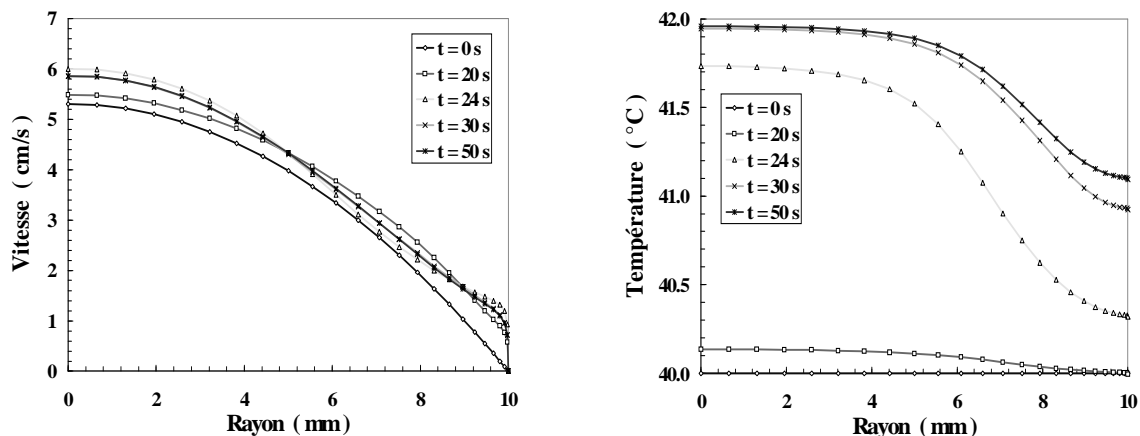 7
6
5
4
3
2
1
0
Vitesse ( cm/s )
t = 0 s
t = 20 s
t = 24 s
t = 30 s
t = 50 s
0 2 4 6 8 10
Rayon ( mm )
42.0
41.5
41.0
40.5
40.0
Température ( °C )
t = 0 s
t = 20 s
t = 24 s
t = 30 s
t = 50 s
0 2 4 6 8 10
Rayon ( mm )